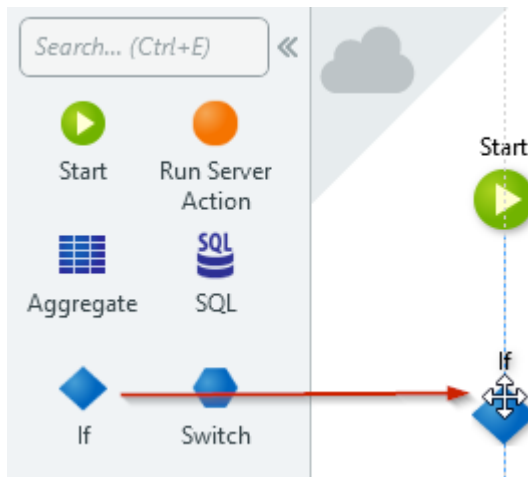 Search... (Ctrl+E)
Start
Run Server
Action
Aggregate
SQL
SQL
If
Switch
Start
If